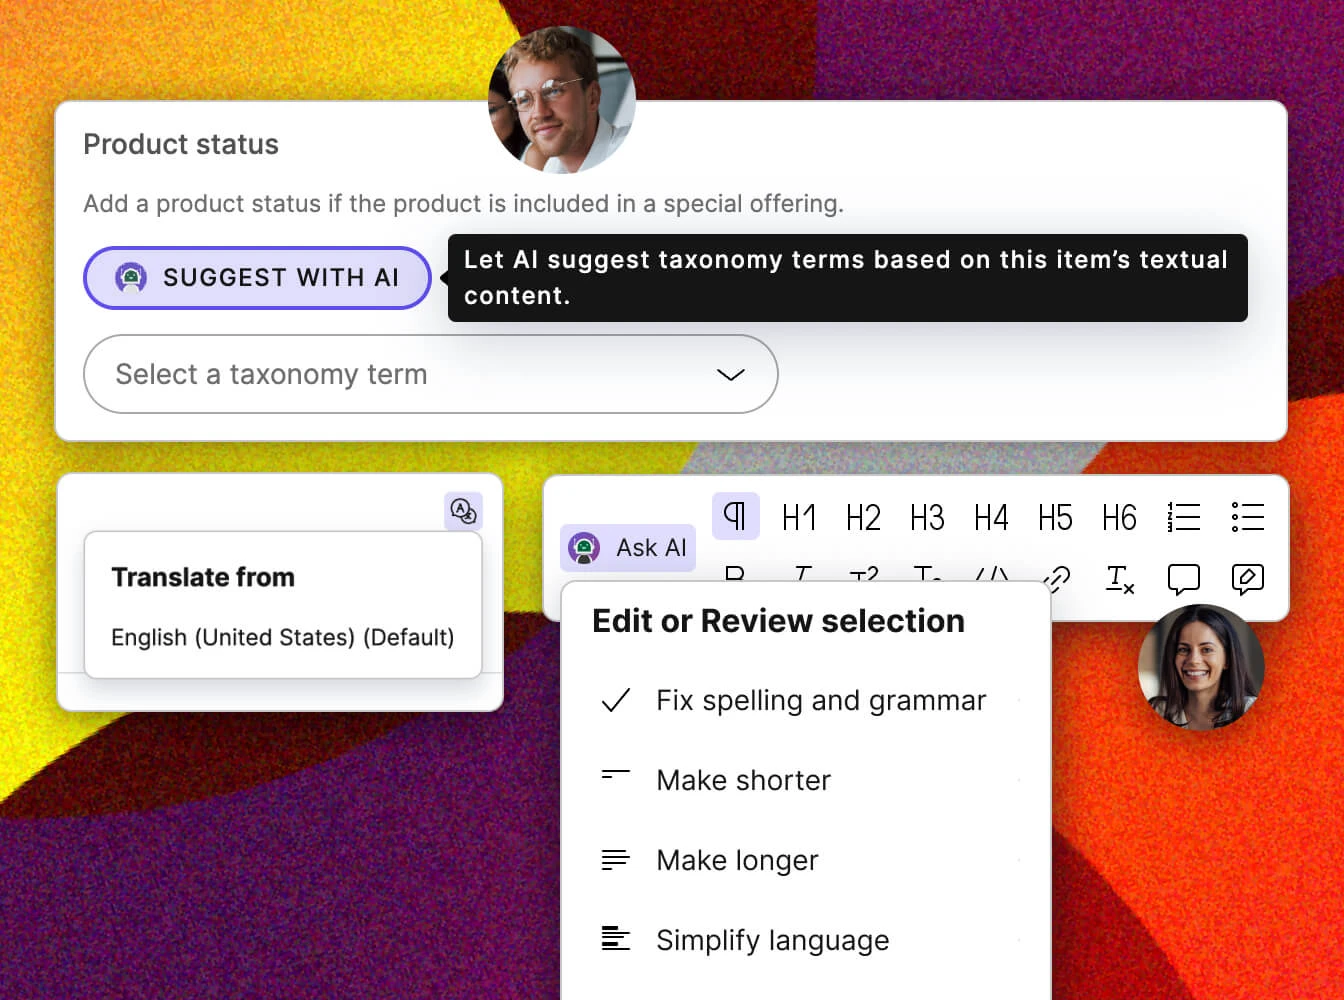 Product status
Add a product status if the product is included in a special offering.
SUGGEST WITH AI
Let AI suggest taxonomy terms based on this item’s textual
content.
Select a taxonomy term
Translate from
English (United States) (Default)
Ask AI
H1 H2 H3 H4 H5 H6
Edit or Review selection
Fix spelling and grammar
Make shorter
Make longer
Simplify language